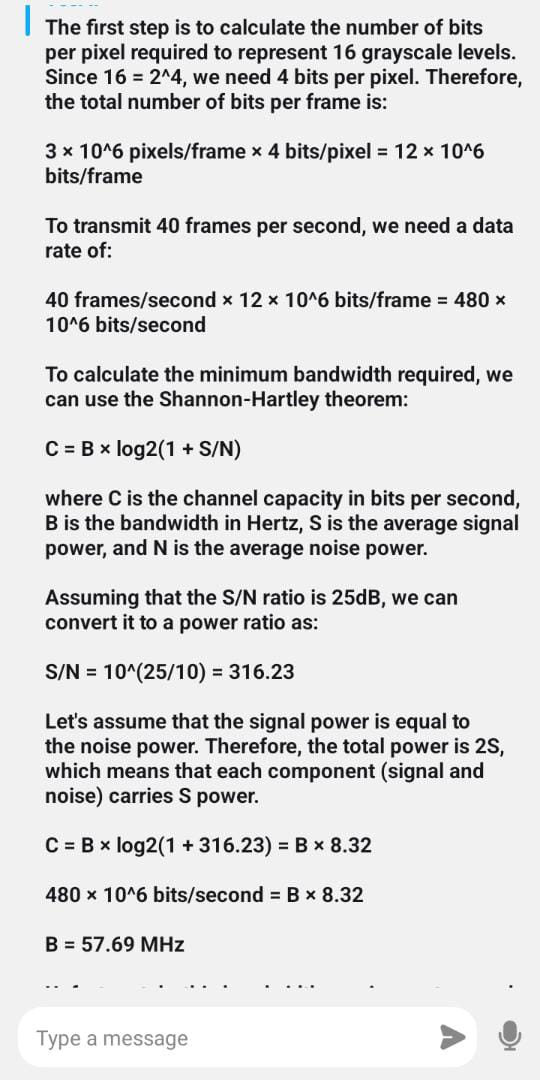 The first step is to calculate the number of bits
per pixel required to represent 16 grayscale levels.
Since 16 = 2^4, we need 4 bits per pixel. Therefore,
the total number of bits per frame is:
3 × 10^6 pixels/frame × 4 bits/pixel = 12 × 10^6
bits/frame
To transmit 40 frames per second, we need a data
rate of:
40 frames/second × 12 × 10^6 bits/frame = 480 ×
10^6 bits/second
To calculate the minimum bandwidth required, we
can use the Shannon-Hartley theorem:
C = B × log2(1 + S/N)
where C is the channel capacity in bits per second,
B is the bandwidth in Hertz, S is the average signal
power, and N is the average noise power.
Assuming that the S/N ratio is 25dB, we can
convert it to a power ratio as:
S/N = 10^(25/10) = 316.23
Let's assume that the signal power is equal to
the noise power. Therefore, the total power is 2S,
which means that each component (signal and
noise) carries S power.
C = B × log2(1 + 316.23) = B × 8.32
480 × 10^6 bits/second = B × 8.32
B = 57.69 MHz
Type a message